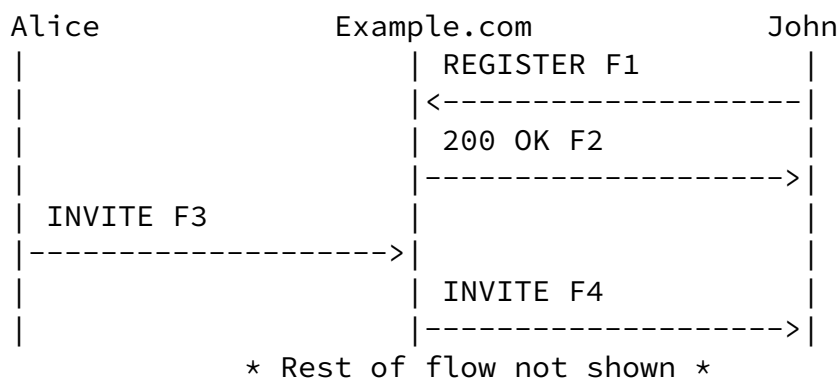 Alice Example.com John
| | REGISTER F1 |
| |<--------------------|
| | 200 OK F2 |
| |-------------------->|
| INVITE F3 | |
|-------------------->| |
| | INVITE F4 |
| |-------------------->|
* Rest of flow not shown *